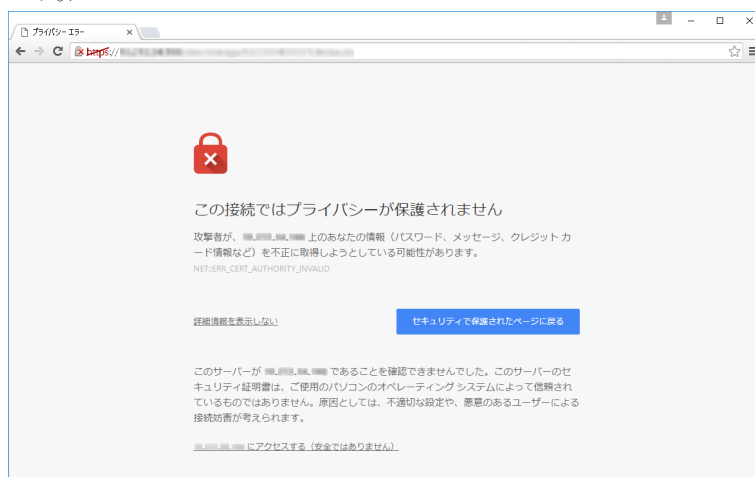 プライバシー エラー
https://
この接続ではプライバシーが保護されません
攻撃者が、 上のあなたの情報（パスワード、メッセージ、クレジット カ
ード情報など）を不正に取得しようとしている可能性があります。
NET::ERR_CERT_AUTHORITY_INVALID
詳細情報を表示しない
セキュリティで保護されたページに戻る
このサーバーが であることを確認できませんでした。このサーバーのセ
キュリティ証明書は、ご使用のパソコンのオペレーティング システムによって信頼され
ているものではありません。原因としては、不適切な設定や、悪意のあるユーザーによる
接続妨害が考えられます。
にアクセスする（安全ではありません）